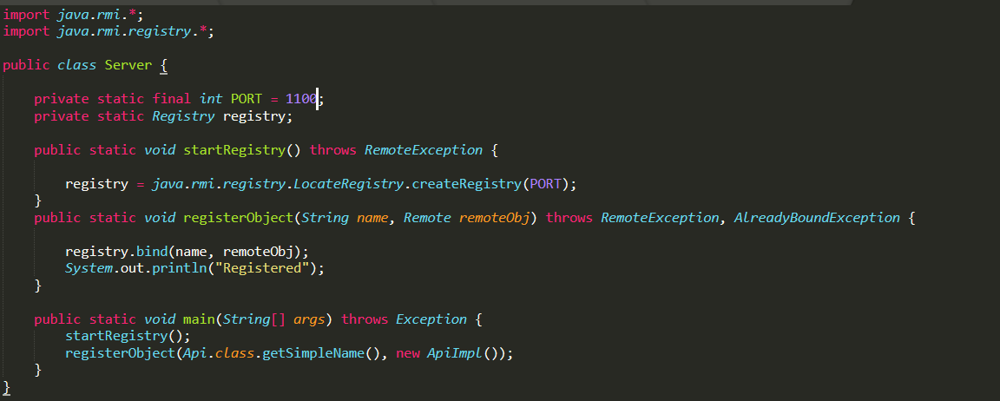 import java.rmi.*;
import java.rmi.registry.*;
public class Server {
private static final int PORT = 1100;
private static Registry registry;
public static void startRegistry() throws RemoteException {
registry = java.rmi.registry.LocateRegistry.createRegistry(PORT);
}
public static void registerObject(String name, Remote remoteObj) throws RemoteException, AlreadyBoundException {
registry.bind(name, remoteObj);
System.out.println("Registered");
}
public static void main(String[] args) throws Exception {
startRegistry();
registerObject(Api.class.getSimpleName(), new ApiImpl());
}
}